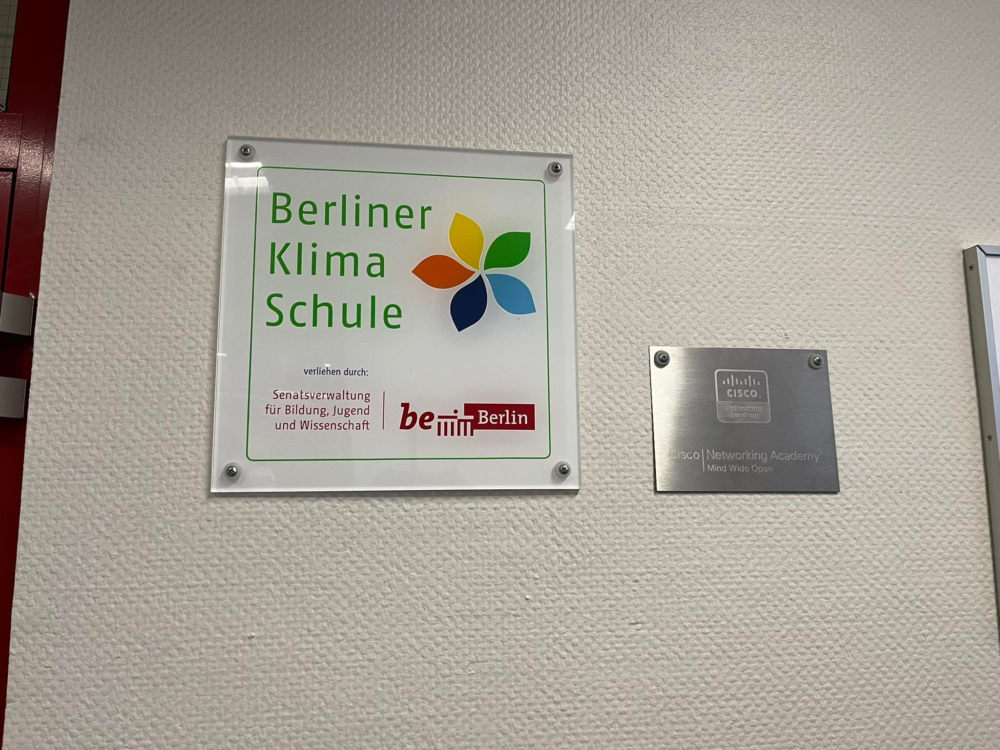 Berliner
Klima
Schule
verliehen durch:
Senatsverwaltung
für Bildung, Jugend
und Wissenschaft
be Berlin
CISCO
Networking
Academy
Cisco | Networking Academy
Mind Wide Open